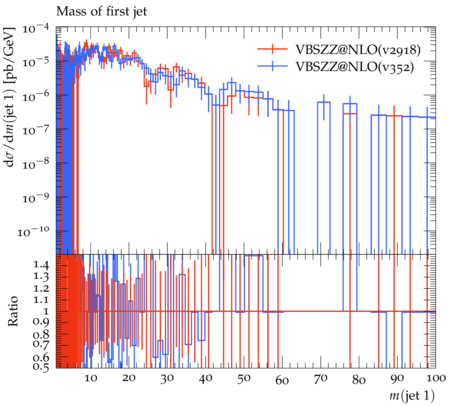 Mass of first jet
dσ/dm(jet 1) [pb/GeV]
10⁻⁴
10⁻⁵
10⁻⁶
10⁻⁷
10⁻⁸
10⁻⁹
10⁻¹⁰
VBSZZ@NLO(v2918)
VBSZZ@NLO(v352)
Ratio
1.4
1.3
1.2
1.1
1
0.9
0.8
0.7
0.6
0.5
10 20 30 40 50 60 70 80 90 100
m(jet 1)